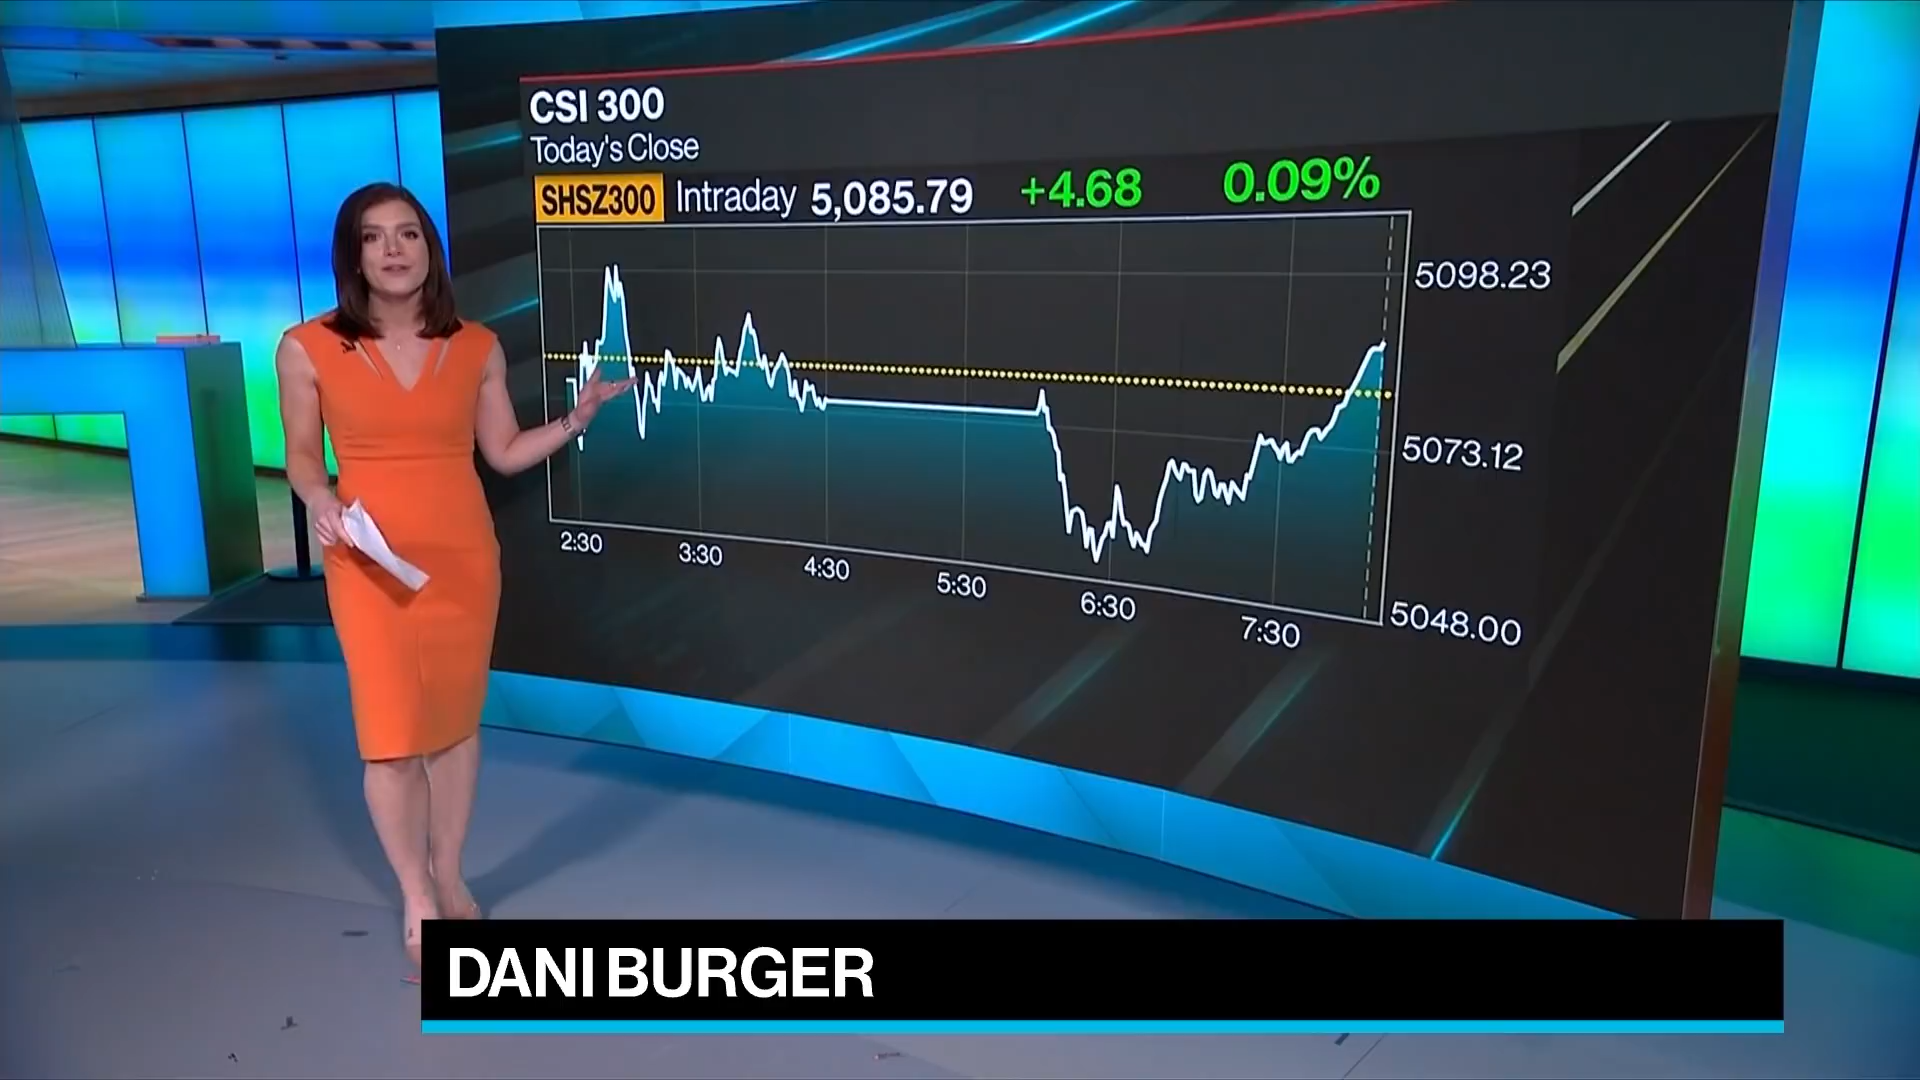 CSI 300
Today's Close
SHSZ300 Intraday 5,085.79 +4.68 0.09%
5098.23
5073.12
5048.00
2:30 3:30 4:30 5:30 6:30 7:30
DANI BURGER